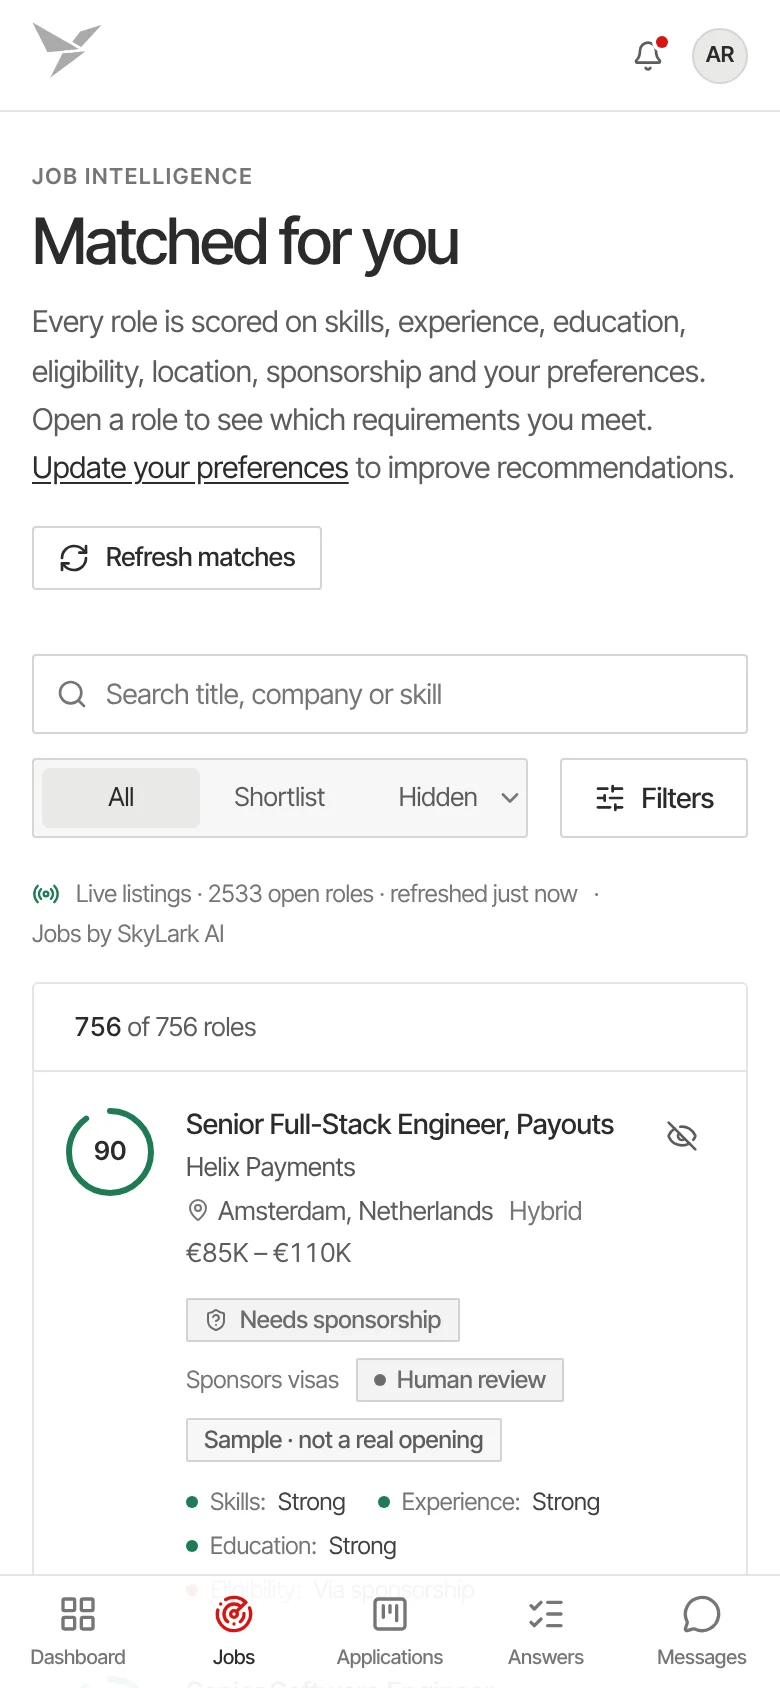 AR
JOB INTELLIGENCE
Matched for you
Every role is scored on skills, experience, education,
eligibility, location, sponsorship and your preferences.
Open a role to see which requirements you meet.
Update your preferences to improve recommendations.
Refresh matches
Search title, company or skill
All Shortlist Hidden Filters
Live listings · 2533 open roles · refreshed just now ·
Jobs by SkyLark AI
756 of 756 roles
90
Senior Full-Stack Engineer, Payouts
Helix Payments
Amsterdam, Netherlands Hybrid
€85K – €110K
Needs sponsorship
Sponsors visas Human review
Sample · not a real opening
Skills: Strong Experience: Strong
Education: Strong
Eligibility: Via sponsorship
Dashboard Jobs Applications Answers Messages